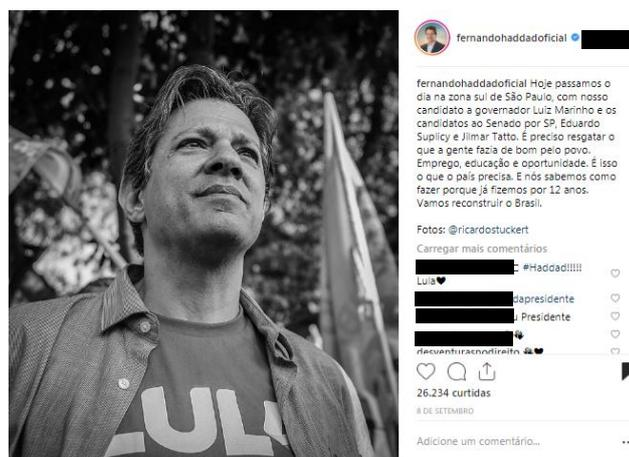 LULA
fernandohaddadoficial
fernandohaddadoficial Hoje passamos o
dia na zona sul de São Paulo, com nosso
candidato a governador Luiz Marinho e os
candidatos ao Senado por SP, Eduardo
Suplicy e Jilmar Tatto. É preciso resgatar o
que a gente fazia de bom pelo povo.
Emprego, educação e oportunidade. É isso
o que o país precisa. E nós sabemos como
fazer porque já fizemos por 12 anos.
Vamos reconstruir o Brasil.
Fotos: @ricardostuckert
Carregar mais comentários
#Haddad!!!!!
Lula🖤
dapresidente
u Presidente
desventurasnodireito 👏🖤
26.234 curtidas
8 DE SETEMBRO
Adicione um comentário...